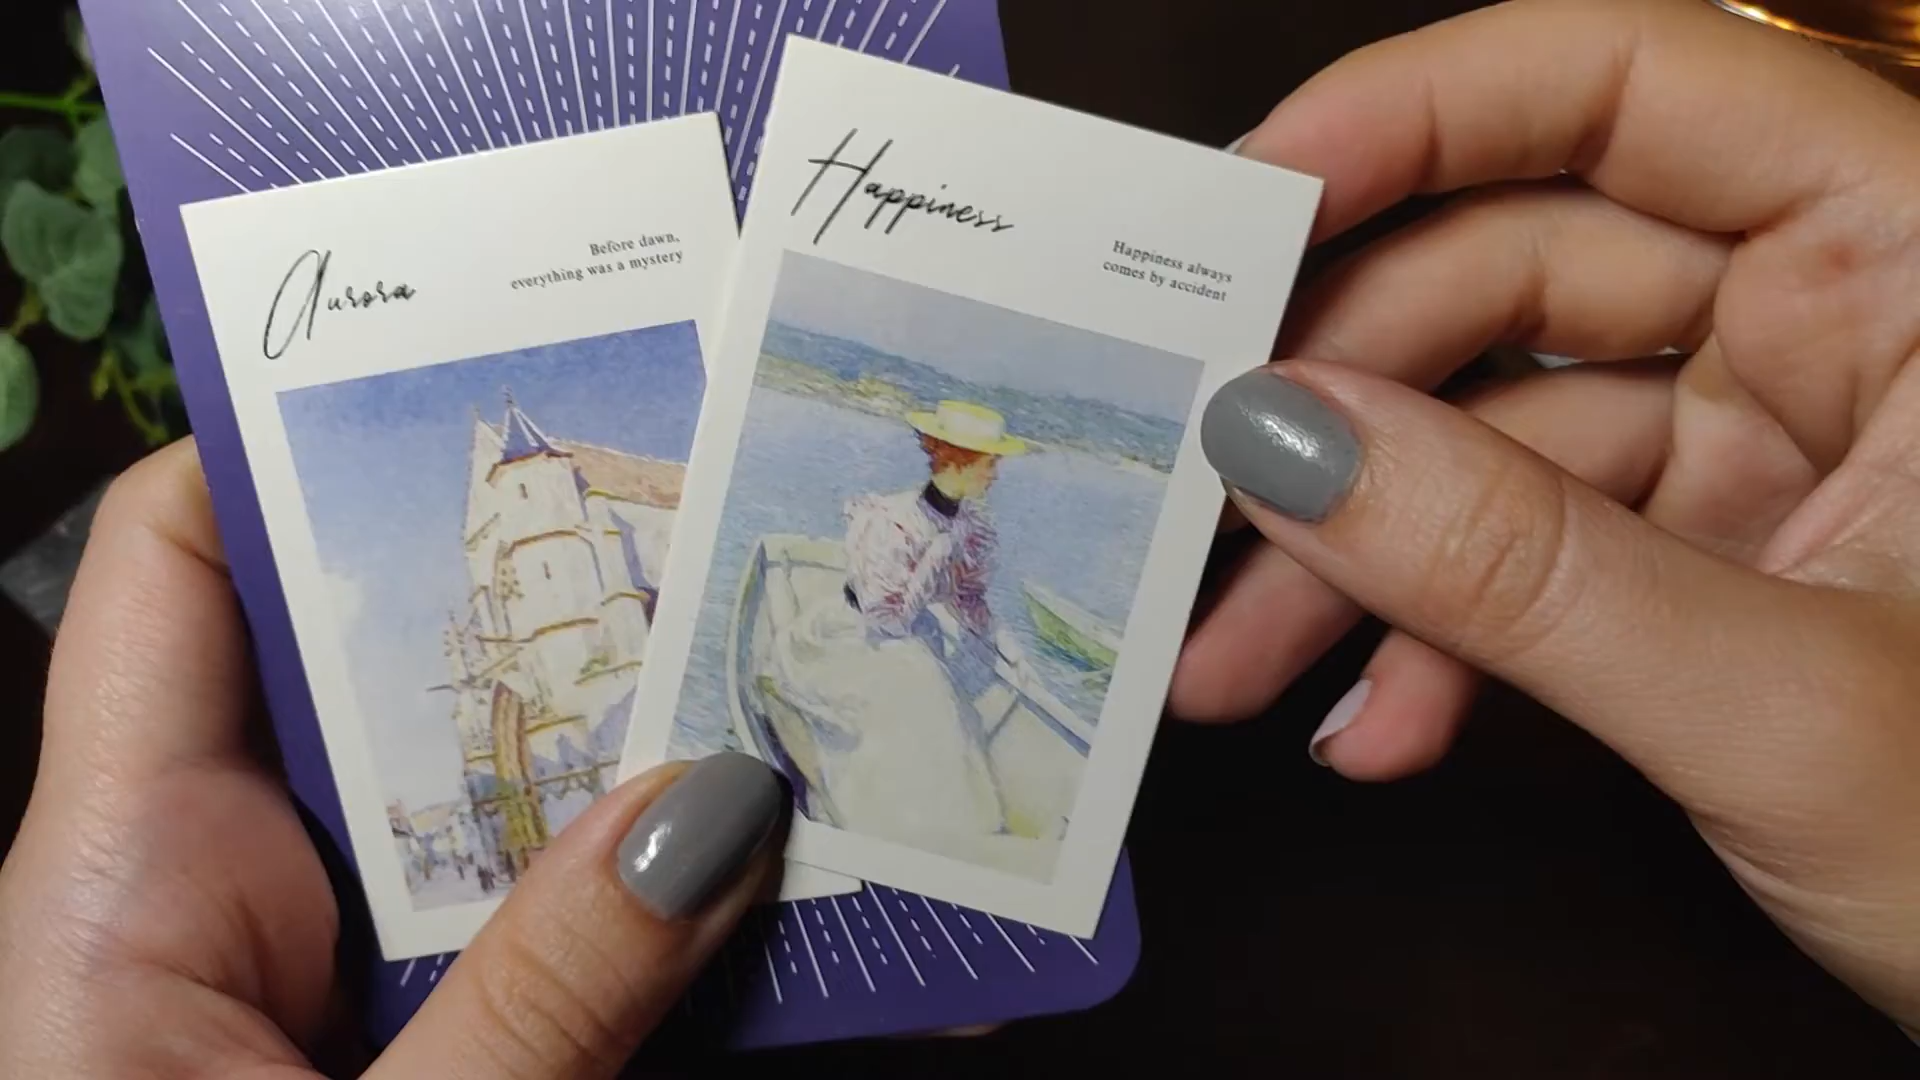 Aurora
Before dawn,
everything was a mystery
Happiness
Happiness always
comes by accident